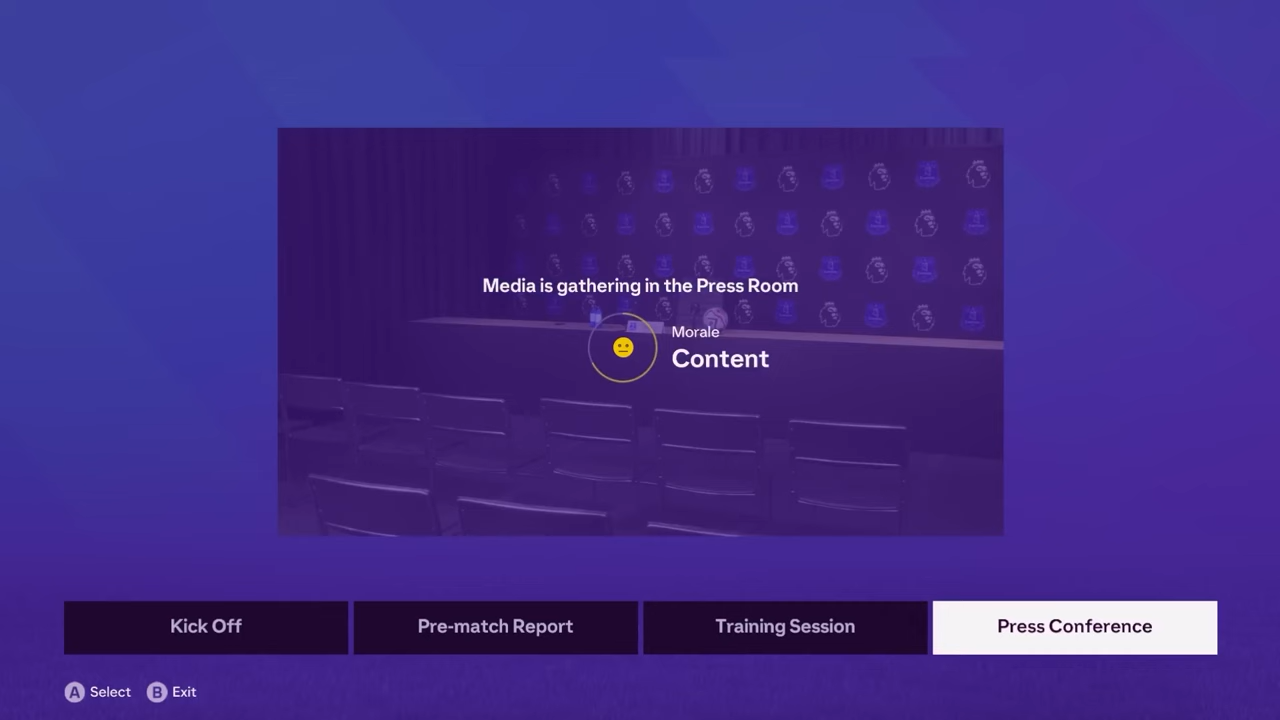 Media is gathering in the Press Room
Morale
Content
Kick Off
Pre-match Report
Training Session
Press Conference
A Select
B Exit